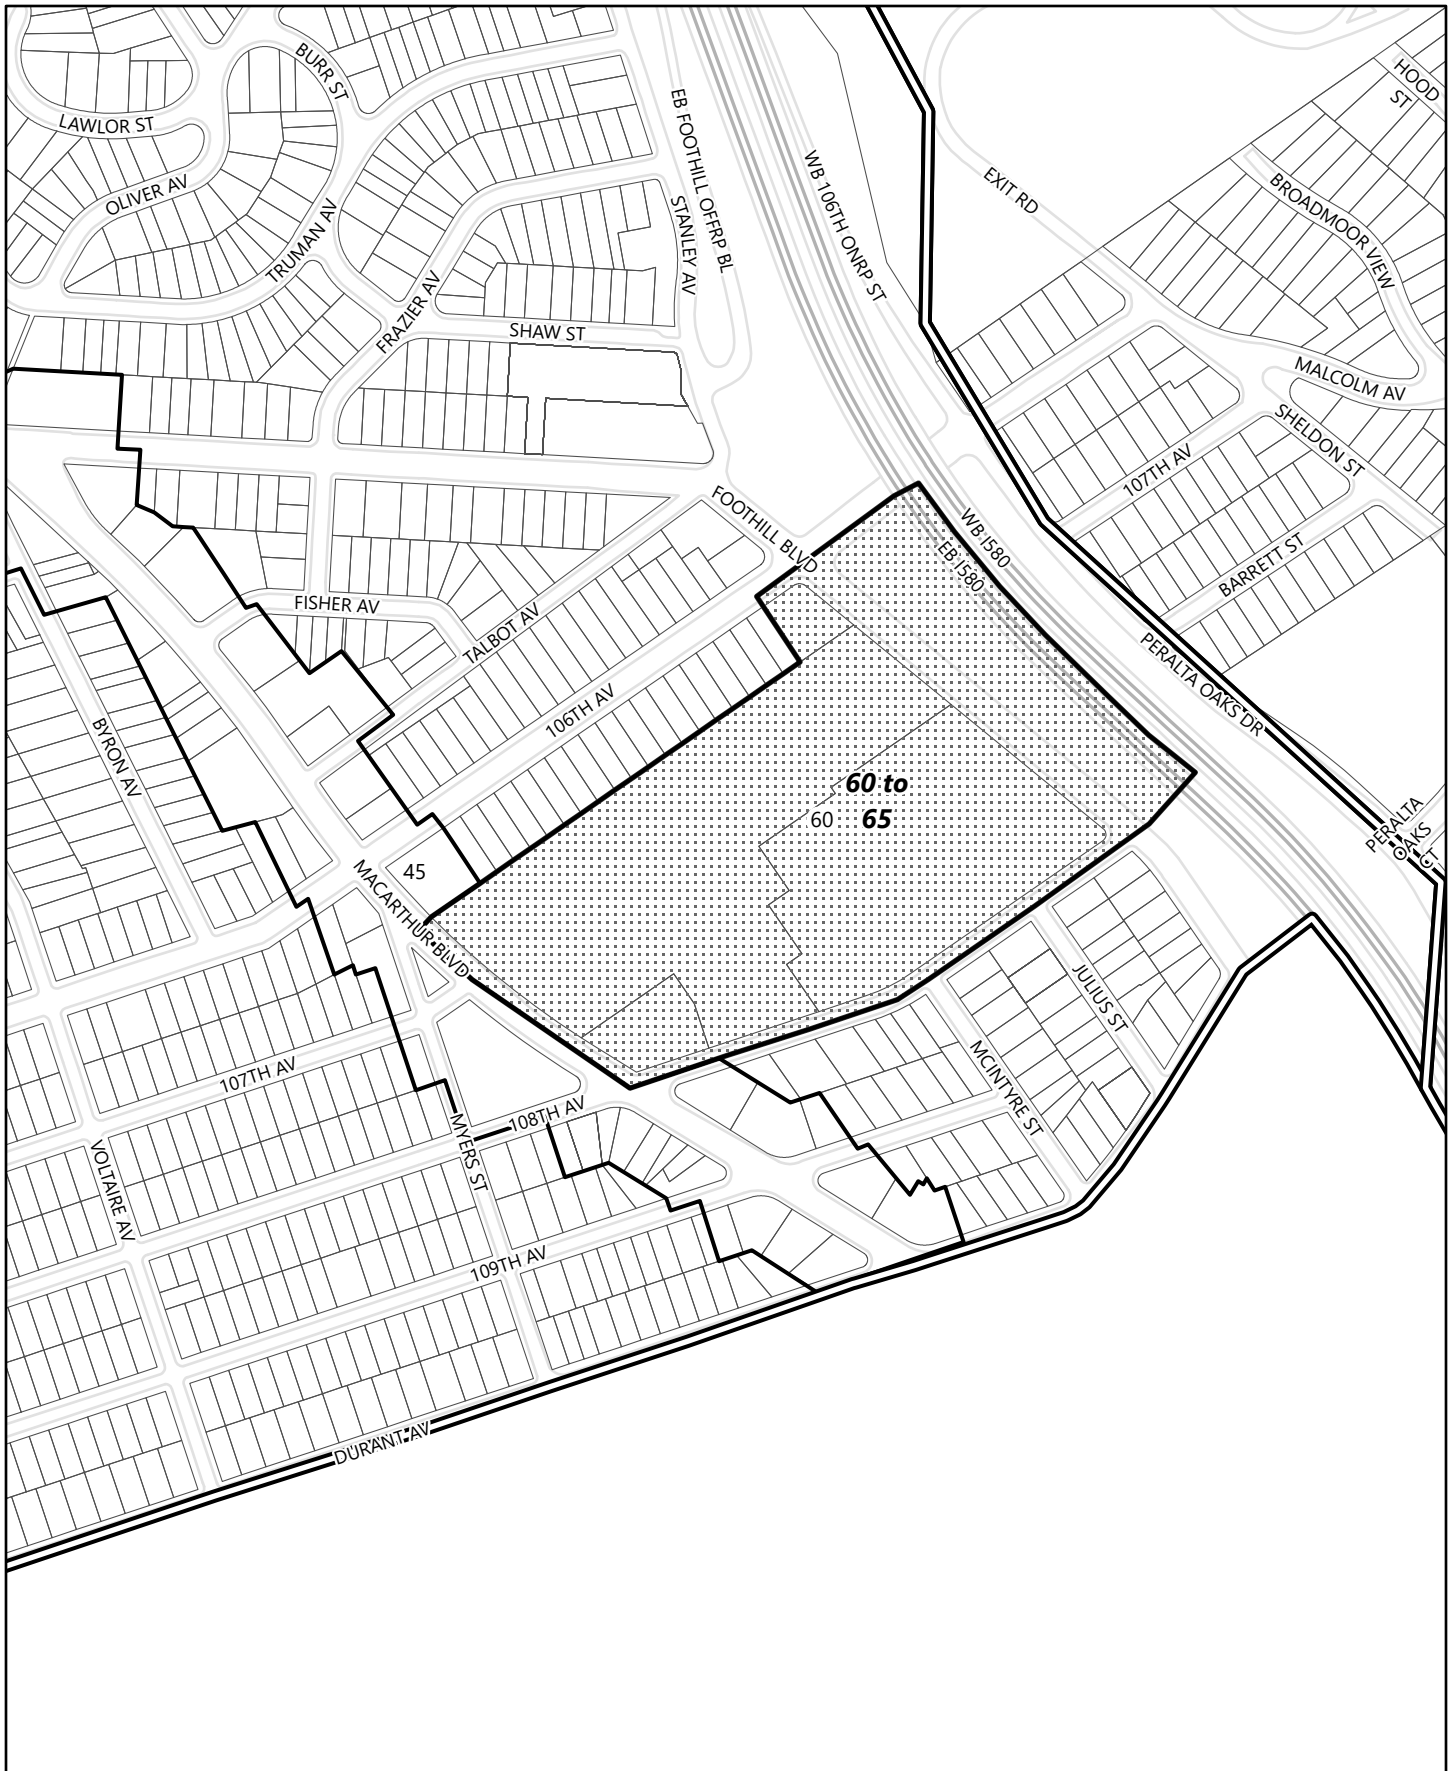 BURR ST
HOOD
ST
LAWLOR ST
EB FOOTHILL OFFRP BL
WB 106TH ONRP ST
EXIT RD
BROADMOOR VIEW
OLIVER AV
TRUMAN AV
STANLEY AV
FRAZIER AV
SHAW ST
MALCOLM AV
SHELDON ST
107TH AV
FOOTHILL BLVD
WB I580
EB I580
BARRETT ST
FISHER AV
TALBOT AV
PERALTA OAKS DR
106TH AV
BYRON AV
60 to
60
65
PERALTA
OAKS
CT
45
MACARTHUR BLVD
JULIUS ST
107TH AV
MCINTYRE ST
108TH AV
MYERS ST
VOLTAIRE AV
109TH AV
DURANT AV